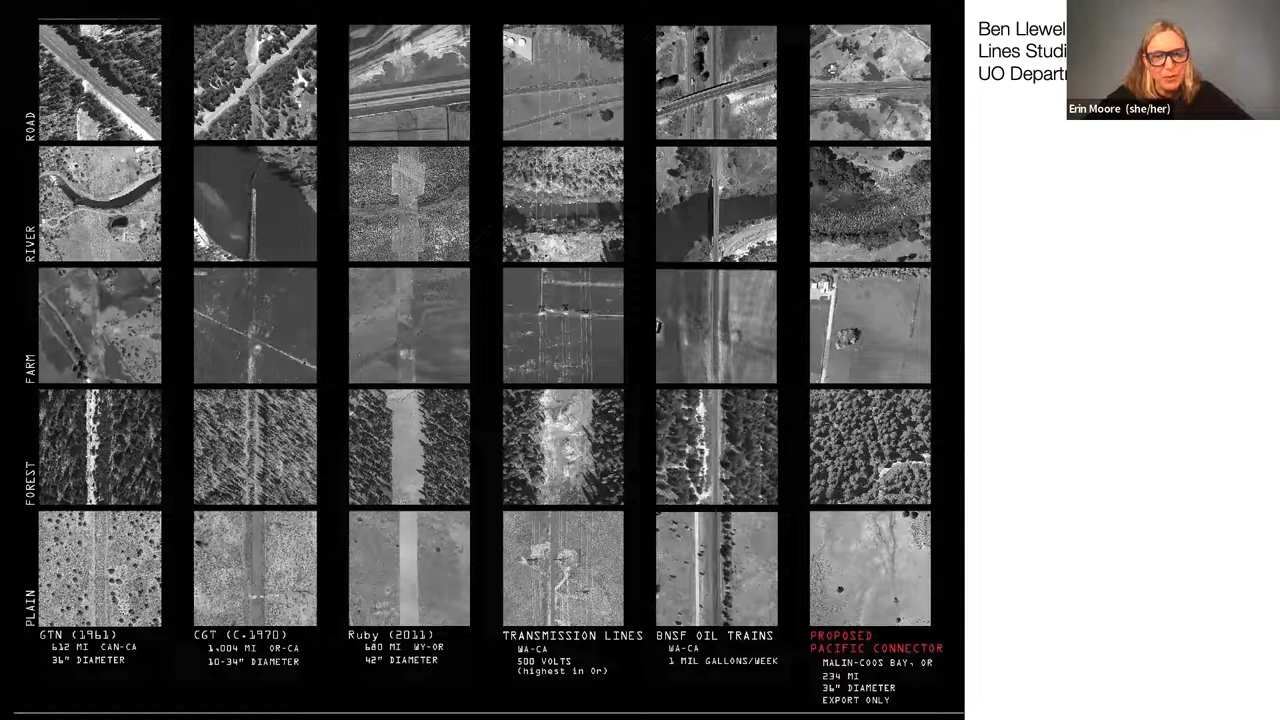 Ben Llewel
Lines Studi
UO Departr
Erin Moore (she/her)
ROAD
RIVER
FARM
FOREST
PLAIN
GTN (1961)
612 MI CAN-CA
36" DIAMETER
CGT (C.1970)
1,004 MI OR-CA
10-34" DIAMETER
Ruby (2011)
680 MI WY-OR
42" DIAMETER
TRANSMISSION LINES
WA-CA
500 VOLTS
(highest in Or)
BNSF OIL TRAINS
WA-CA
1 MIL GALLONS/WEEK
PROPOSED
PACIFIC CONNECTOR
MALIN-COOS BAY, OR
234 MI
36" DIAMETER
EXPORT ONLY